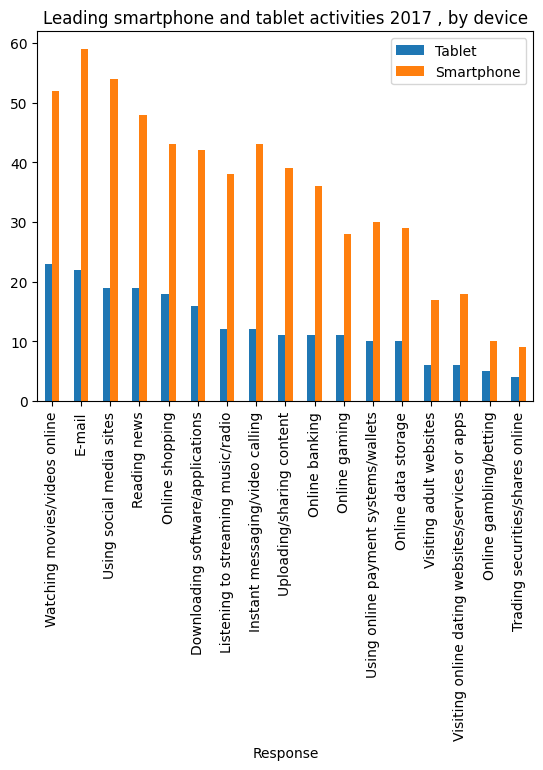 Leading smartphone and tablet activities 2017 , by device
Tablet
Smartphone
60
50
40
30
20
10
0
Watching movies/videos online
E-mail
Using social media sites
Reading news
Online shopping
Downloading software/applications
Listening to streaming music/radio
Instant messaging/video calling
Uploading/sharing content
Online banking
Online gaming
Using online payment systems/wallets
Online data storage
Visiting adult websites
Visiting online dating websites/services or apps
Online gambling/betting
Trading securities/shares online
Response